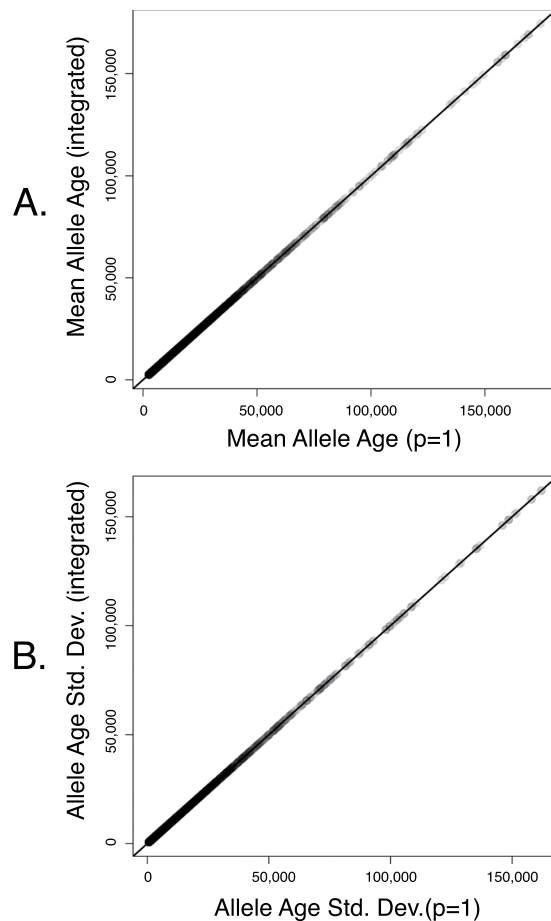 A.
Mean Allele Age (integrated)
150,000
100,000
50,000
0
0 50,000 100,000 150,000
Mean Allele Age (p=1)
B.
Allele Age Std. Dev. (integrated)
150,000
100,000
50,000
0
0 50,000 100,000 150,000
Allele Age Std. Dev.(p=1)